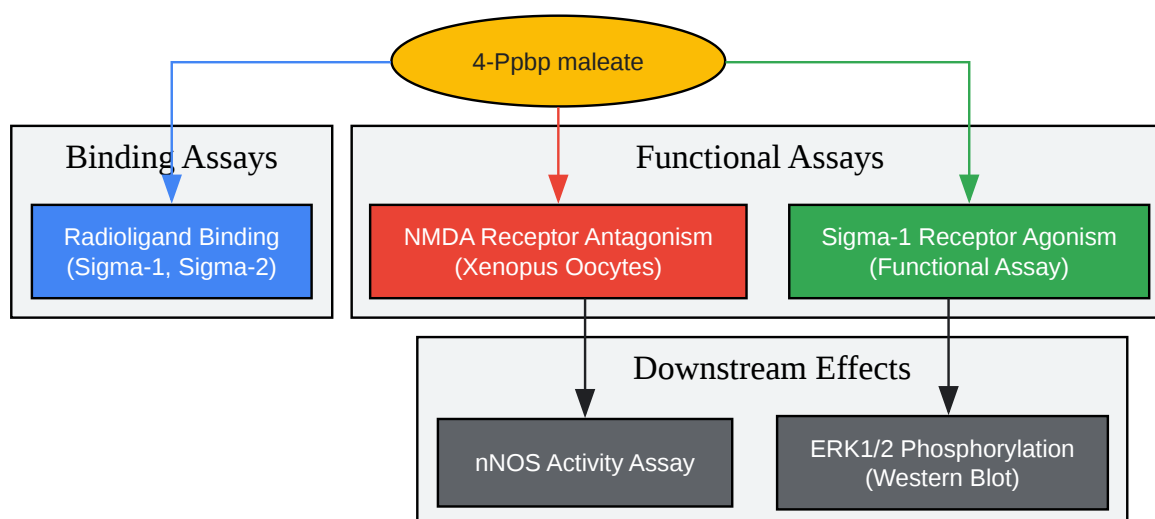 4-Ppbp maleate
Binding Assays
Functional Assays
Radioligand Binding
(Sigma-1, Sigma-2)
NMDA Receptor Antagonism
(Xenopus Oocytes)
Sigma-1 Receptor Agonism
(Functional Assay)
Downstream Effects
nNOS Activity Assay
ERK1/2 Phosphorylation
(Western Blot)